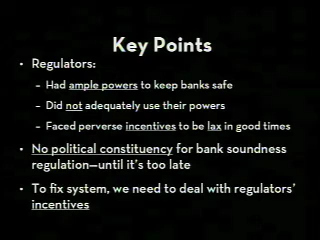 Key Points
• Regulators:
– Had ample powers to keep banks safe
– Did not adequately use their powers
– Faced perverse incentives to be lax in good times
• No political constituency for bank soundness
regulation—until it's too late
• To fix system, we need to deal with regulators'
incentives